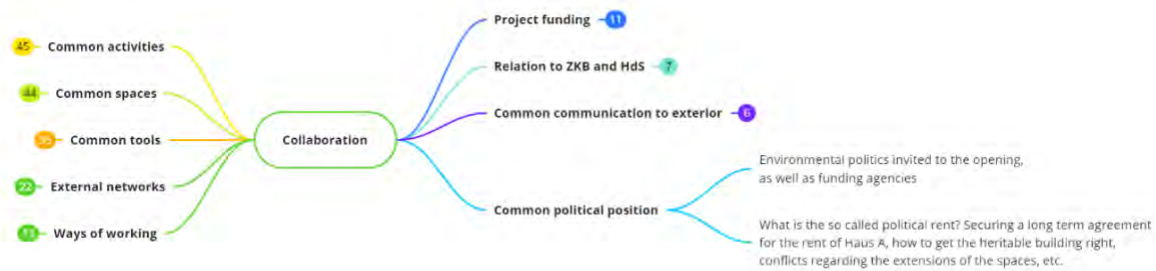 45 Common activities
44 Common spaces
Common tools
22 External networks
Ways of working
Collaboration
Project funding 11
Relation to ZKB and HdS 7
Common communication to exterior 6
Common political position
Environmental politics invited to the opening,
as well as funding agencies
What is the so called political rent? Securing a long term agreement
for the rent of Haus A, how to get the heritable building right,
conflicts regarding the extensions of the spaces, etc.